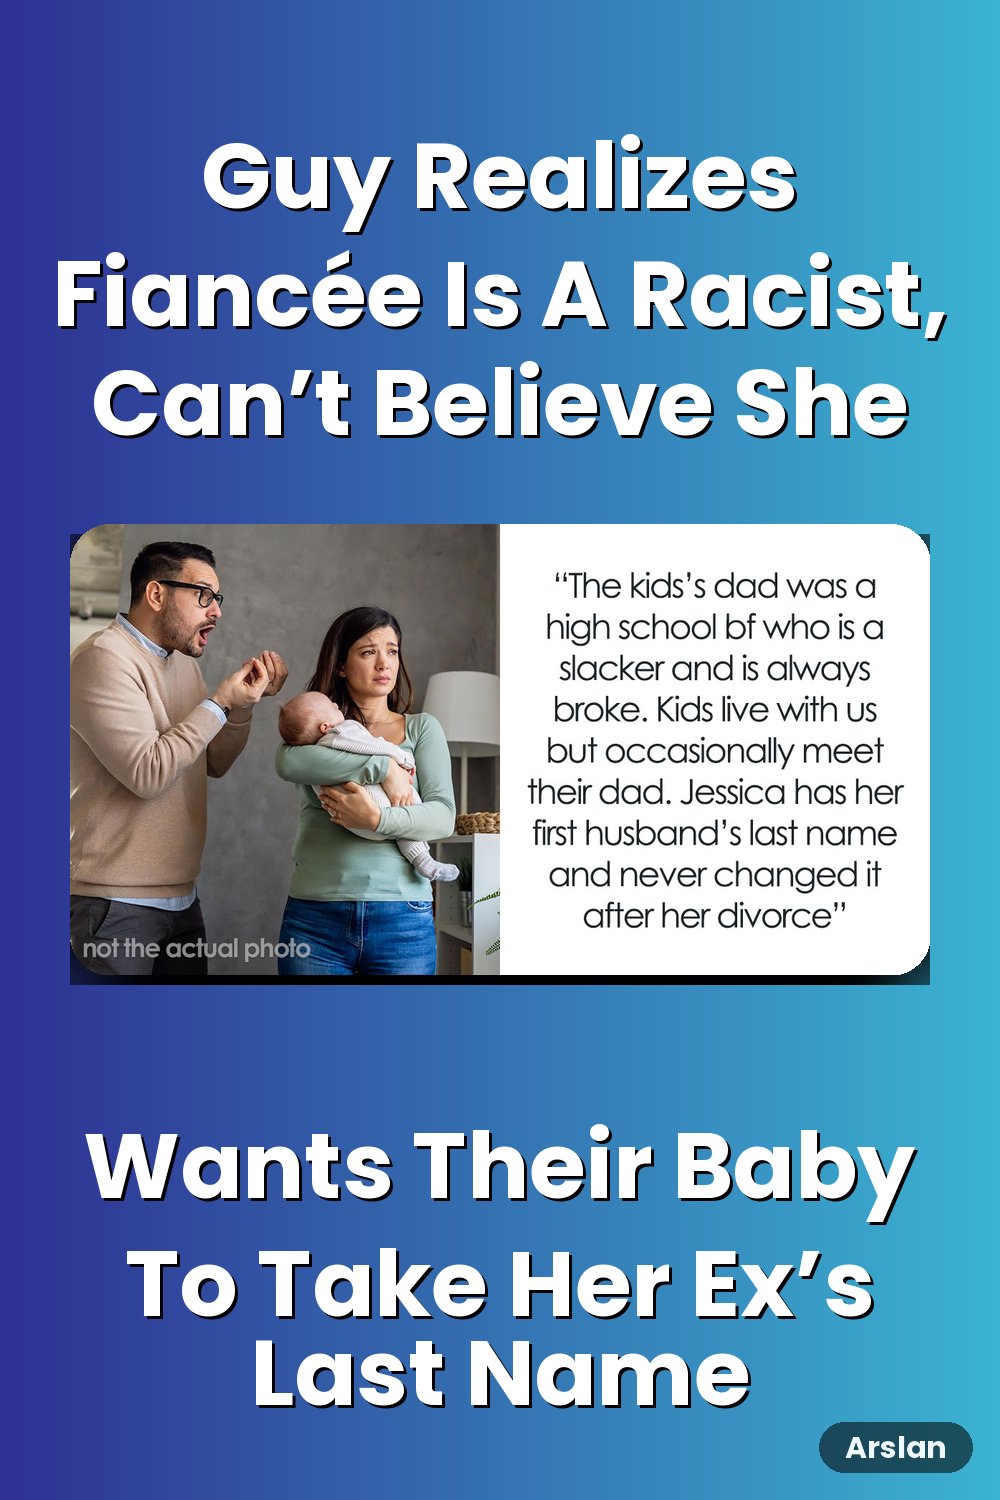 Guy Realizes
Fiancée Is A Racist,
Can’t Believe She
“The kids’s dad was a
high school bf who is a
slacker and is always
broke. Kids live with us
but occasionally meet
their dad. Jessica has her
first husband’s last name
and never changed it
after her divorce”
not the actual photo
Wants Their Baby
To Take Her Ex’s
Last Name
Arslan